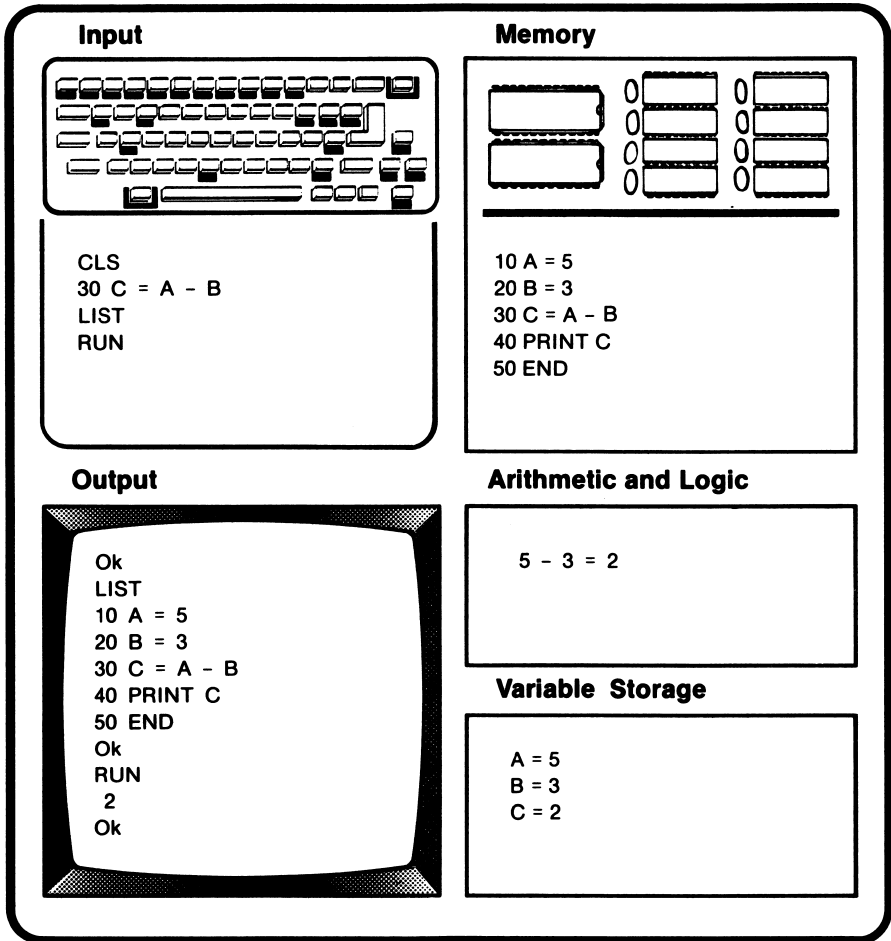 Input
CLS
30 C = A - B
LIST
RUN
Memory
10 A = 5
20 B = 3
30 C = A - B
40 PRINT C
50 END
Output
Ok
LIST
10 A = 5
20 B = 3
30 C = A - B
40 PRINT C
50 END
Ok
RUN
2
Ok
Arithmetic and Logic
5 - 3 = 2
Variable Storage
A = 5
B = 3
C = 2